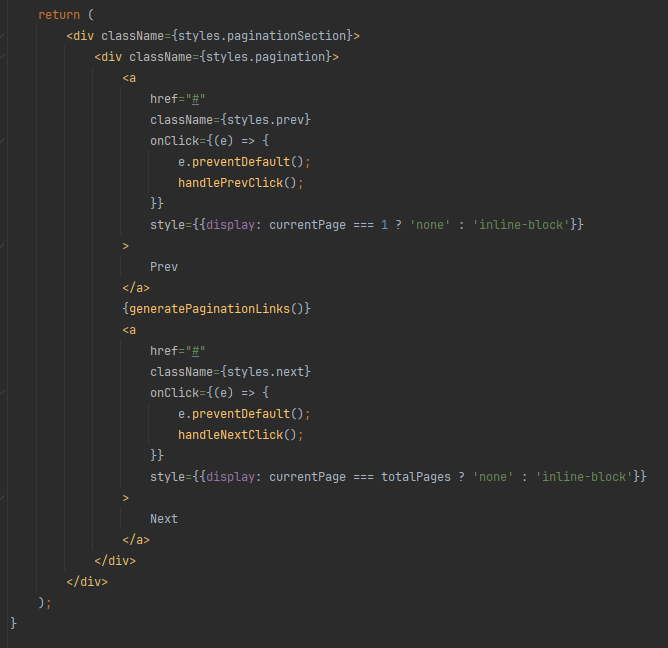 return (
<div className={styles.paginationSection}>
<div className={styles.pagination}>
<a
href="#"
className={styles.prev}
onClick={(e) => {
e.preventDefault();
handlePrevClick();
}}
style={{display: currentPage === 1 ? 'none' : 'inline-block'}}
>
Prev
</a>
{generatePaginationLinks()}
<a
href="#"
className={styles.next}
onClick={(e) => {
e.preventDefault();
handleNextClick();
}}
style={{display: currentPage === totalPages ? 'none' : 'inline-block'}}
>
Next
</a>
</div>
</div>
);
}